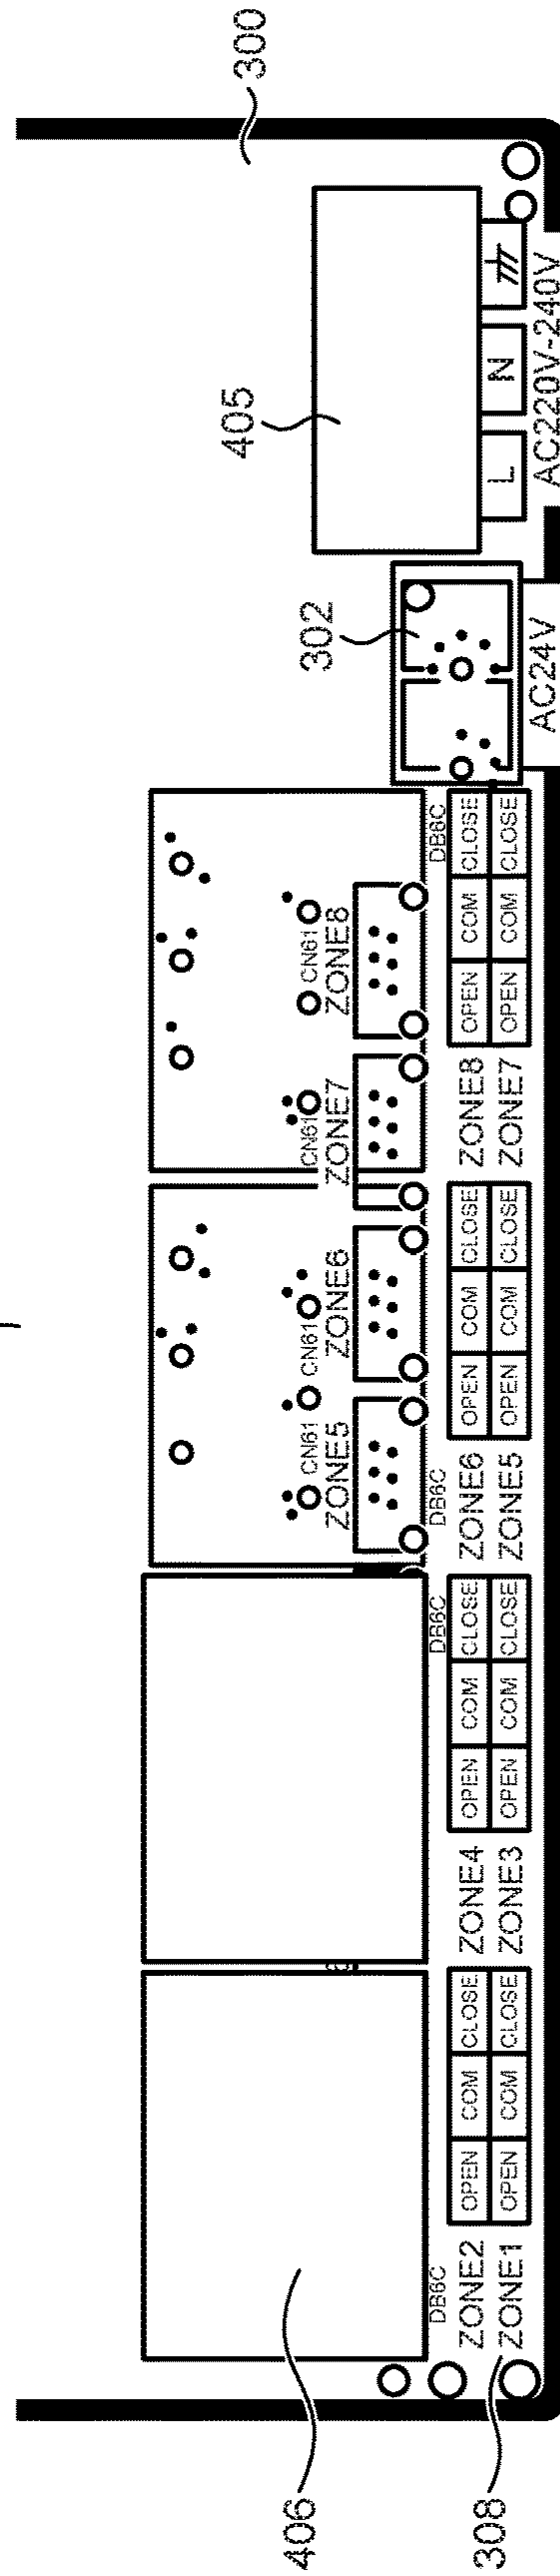 300
405
406
302
CN61 CN61 CN61 CN61
ZONE5 ZONE6 ZONE7 ZONE8
DB6C DB6C DB6C DB6C
ZONE2 OPEN COM CLOSE ZONE4 OPEN COM CLOSE ZONE6 OPEN COM CLOSE ZONE8 OPEN COM CLOSE
308 ZONE1 OPEN COM CLOSE ZONE3 OPEN COM CLOSE ZONE5 OPEN COM CLOSE ZONE7 OPEN COM CLOSE
L N
AC24V AC220V-240V